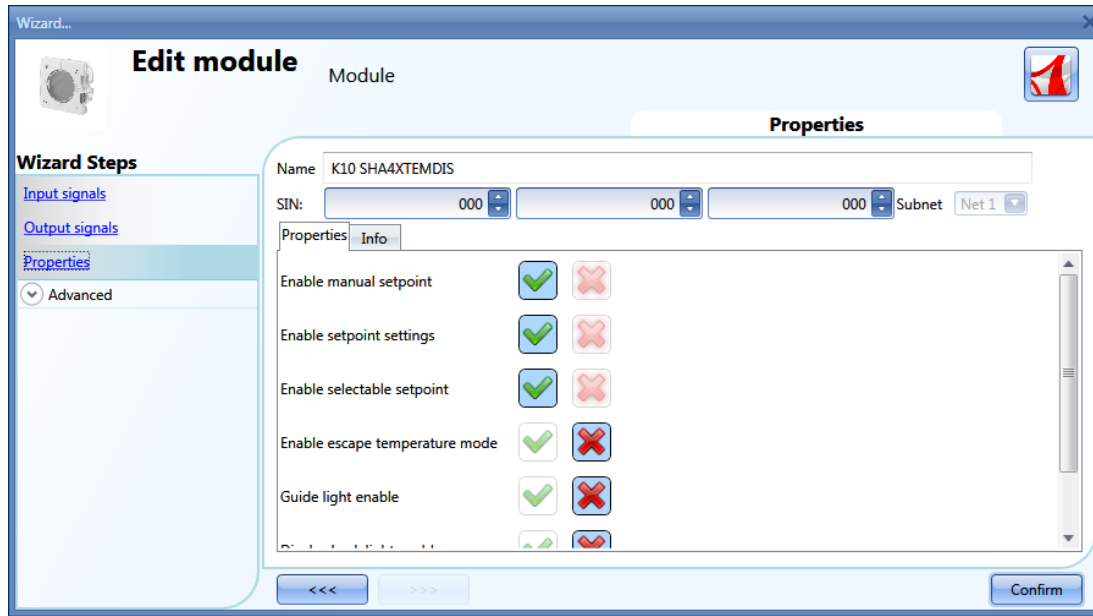 Wizard...
Edit module
Module
Properties
Wizard Steps
Input signals
Output signals
Properties
Advanced
Name K10 SHA4XTEMDIS
SIN: 000 000 000 Subnet Net 1
Properties Info
Enable manual setpoint
Enable setpoint settings
Enable selectable setpoint
Enable escape temperature mode
Guide light enable
<<< >>> Confirm